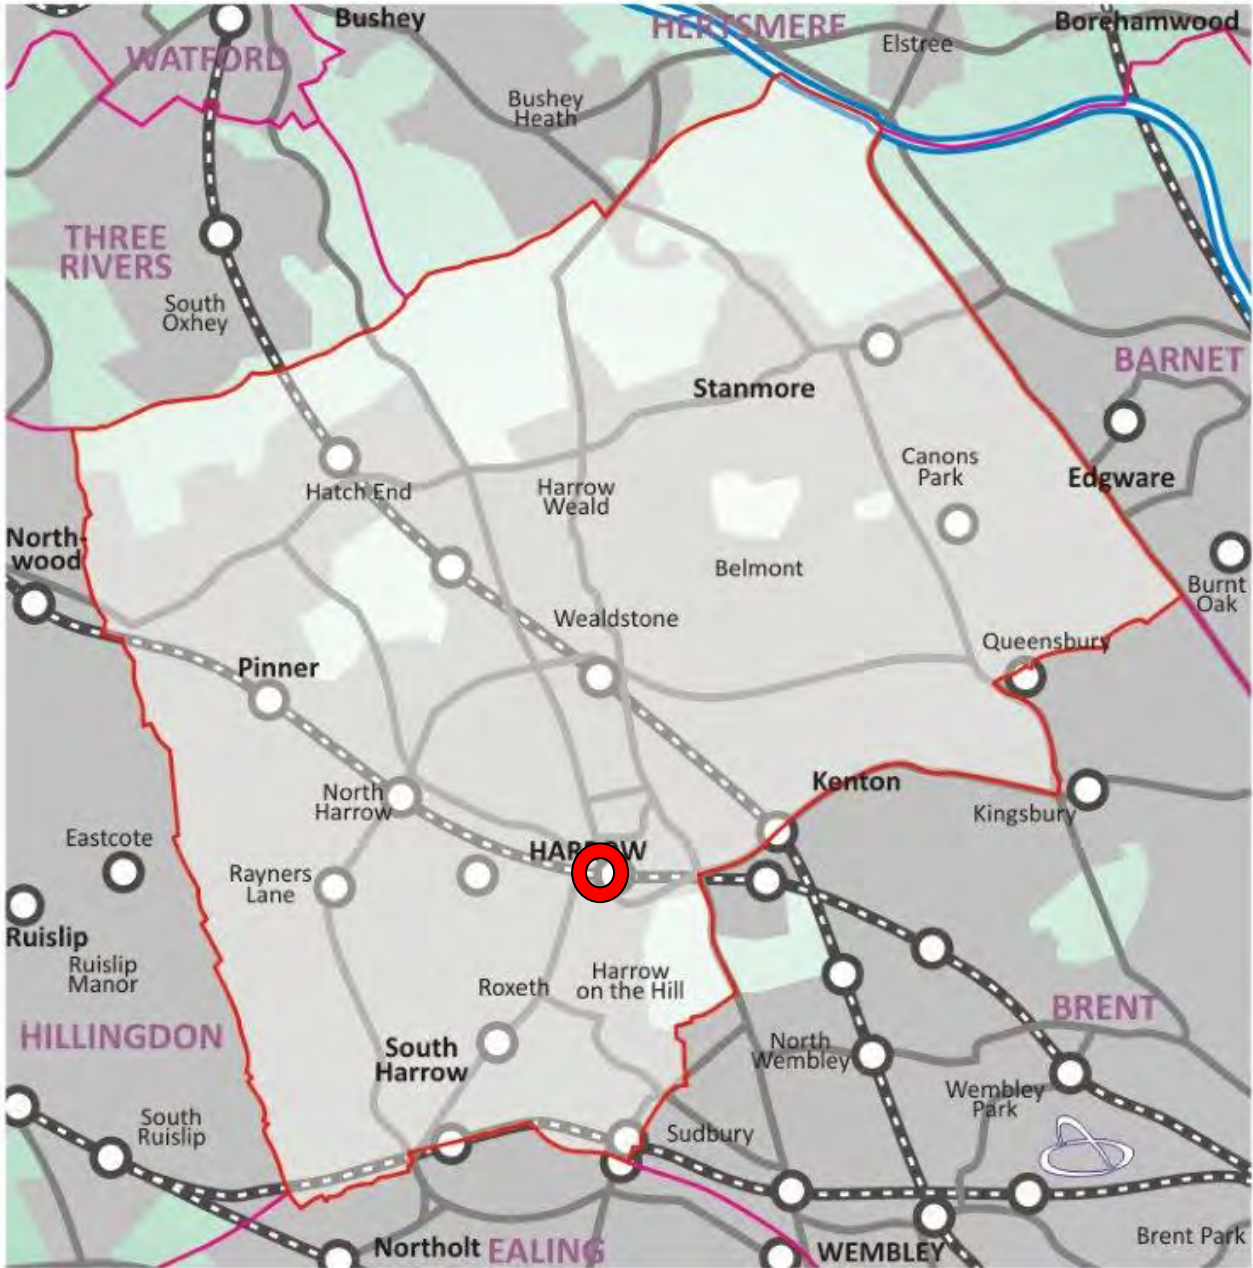 Bushey
HERTSMERE
Borehamwood
Elstree
WATFORD
Bushey
Heath
THREE
RIVERS
South
Oxhey
BARNET
Stanmore
Canons
Park
Edgware
Hatch End
Harrow
Weald
North-
wood
Belmont
Burnt
Oak
Wealdstone
Queensbury
Pinner
Kenton
North
Harrow
Kingsbury
Eastcote
HARROW
Rayners
Lane
Ruislip
Ruislip
Manor
Harrow
on the Hill
Roxeth
BRENT
HILLINGDON
South
Harrow
North
Wembley
Wembley
Park
South
Ruislip
Sudbury
Brent Park
Northolt
EALING
WEMBLEY